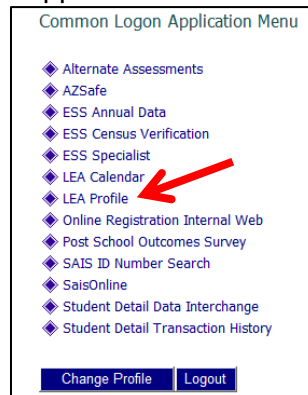 Common Logon Application Menu
Alternate Assessments
AZSafe
ESS Annual Data
ESS Census Verification
ESS Specialist
LEA Calendar
LEA Profile
Online Registration Internal Web
Post School Outcomes Survey
SAIS ID Number Search
SaisOnline
Student Detail Data Interchange
Student Detail Transaction History
Change Profile Logout